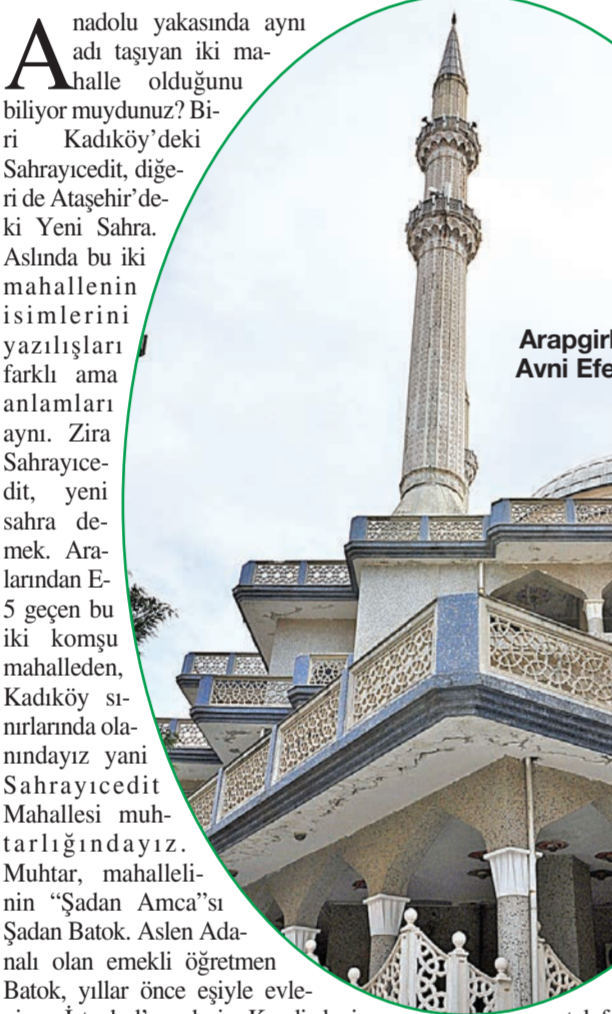 Anadolu yakasında aynı
adı taşıyan iki ma-
halle olduğunu
biliyor muydunuz? Bi-
ri Kadıköy’deki
Sahrayıcedit, diğe-
ri de Ataşehir’de-
ki Yeni Sahra.
Aslında bu iki
mahallenin
isimlerini
yazılışları
farklı ama
anlamları
aynı. Zira
Sahrayıce-
dit, yeni
sahra de-
mek. Ara-
larından E-
5 geçen bu
iki komşu
mahalleden,
Kadıköy sı-
nırlarında ola-
nındayız yani
Sahrayıcedit
Mahallesi muh-
tarlığındayız.
Muhtar, mahalleli-
nin “Şadan Amca”sı
Şadan Batok. Aslen Ada-
nalı olan emekli öğretmen
Batok, yıllar önce eşiyle evle-
Avni Efe